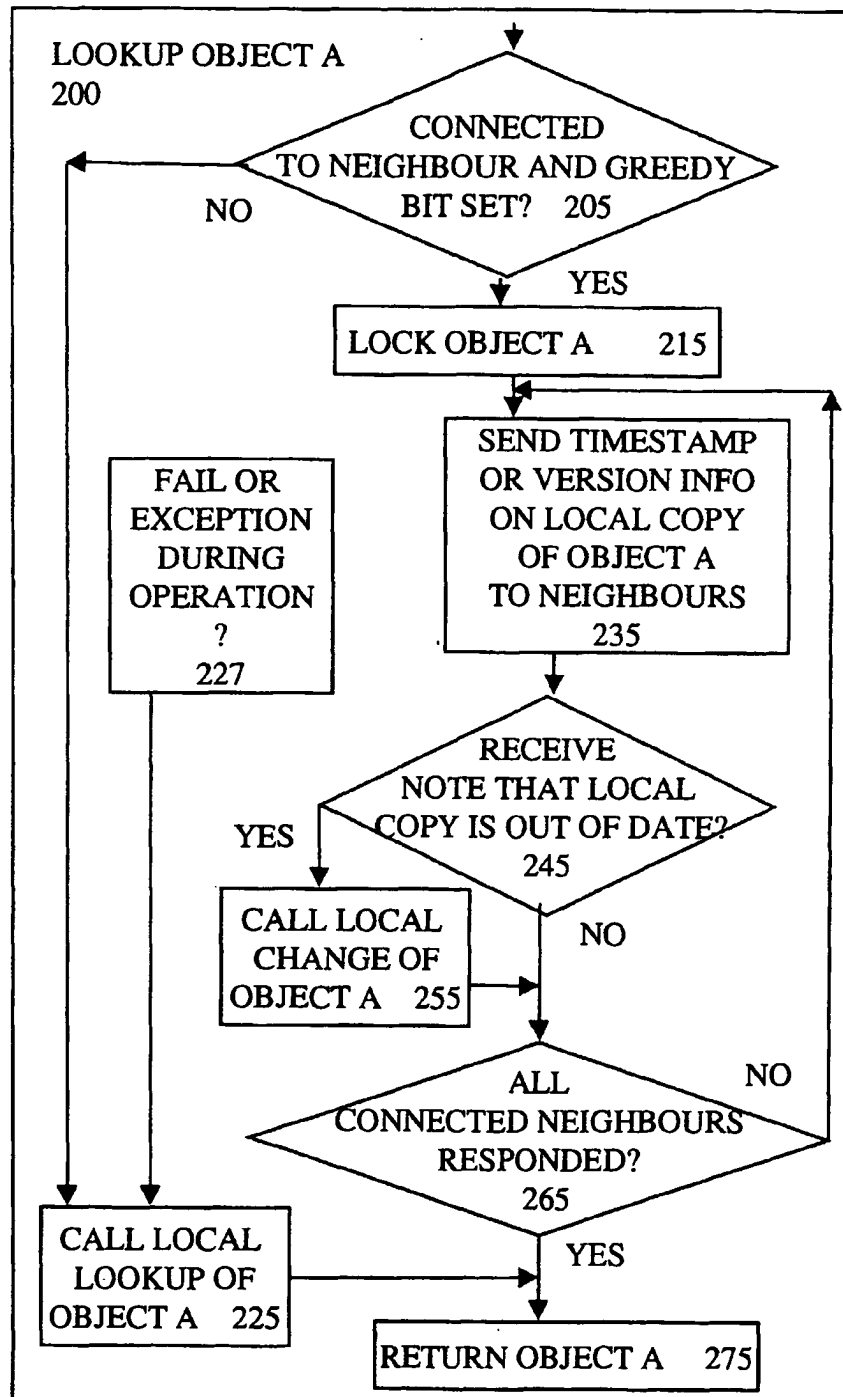 LOOKUP OBJECT A
200
CONNECTED
TO NEIGHBOUR AND GREEDY
BIT SET? 205
NO
YES
LOCK OBJECT A 215
SEND TIMESTAMP
OR VERSION INFO
ON LOCAL COPY
OF OBJECT A
TO NEIGHBOURS
235
FAIL OR
EXCEPTION
DURING
OPERATION
?
227
RECEIVE
NOTE THAT LOCAL
COPY IS OUT OF DATE?
245
YES
NO
CALL LOCAL
CHANGE OF
OBJECT A 255
ALL
CONNECTED NEIGHBOURS
RESPONDED?
265
NO
YES
CALL LOCAL
LOOKUP OF
OBJECT A 225
RETURN OBJECT A 275